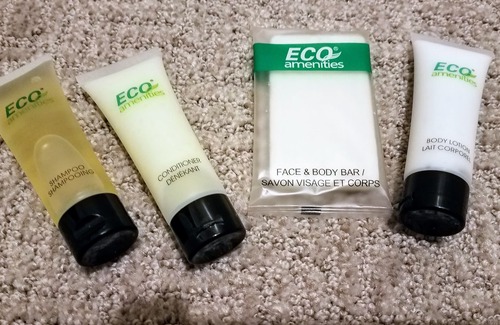 ECO
amenities
SHAMPOO
SHAMPOOING
ECO
amenities
CONDITIONER
DÉMÊLANT
ECO
amenities
FACE & BODY BAR /
SAVON VISAGE ET CORPS
ECO
amenities
BODY LOTION
LAIT CORPOREL